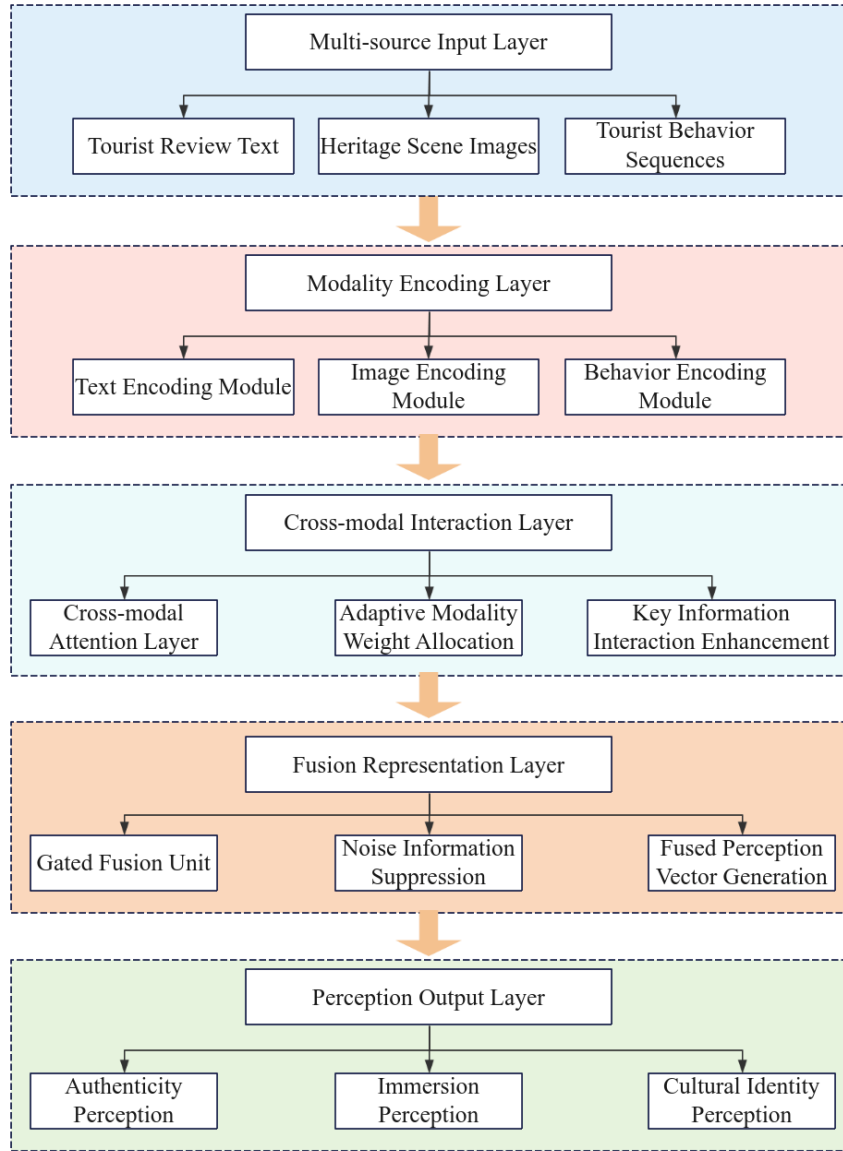 Multi-source Input Layer
Tourist Review Text
Heritage Scene Images
Tourist Behavior
Sequences
Modality Encoding Layer
Text Encoding Module
Image Encoding
Module
Behavior Encoding
Module
Cross-modal Interaction Layer
Cross-modal
Attention Layer
Adaptive Modality
Weight Allocation
Key Information
Interaction Enhancement
Fusion Representation Layer
Gated Fusion Unit
Noise Information
Suppression
Fused Perception
Vector Generation
Perception Output Layer
Authenticity
Perception
Immersion
Perception
Cultural Identity
Perception